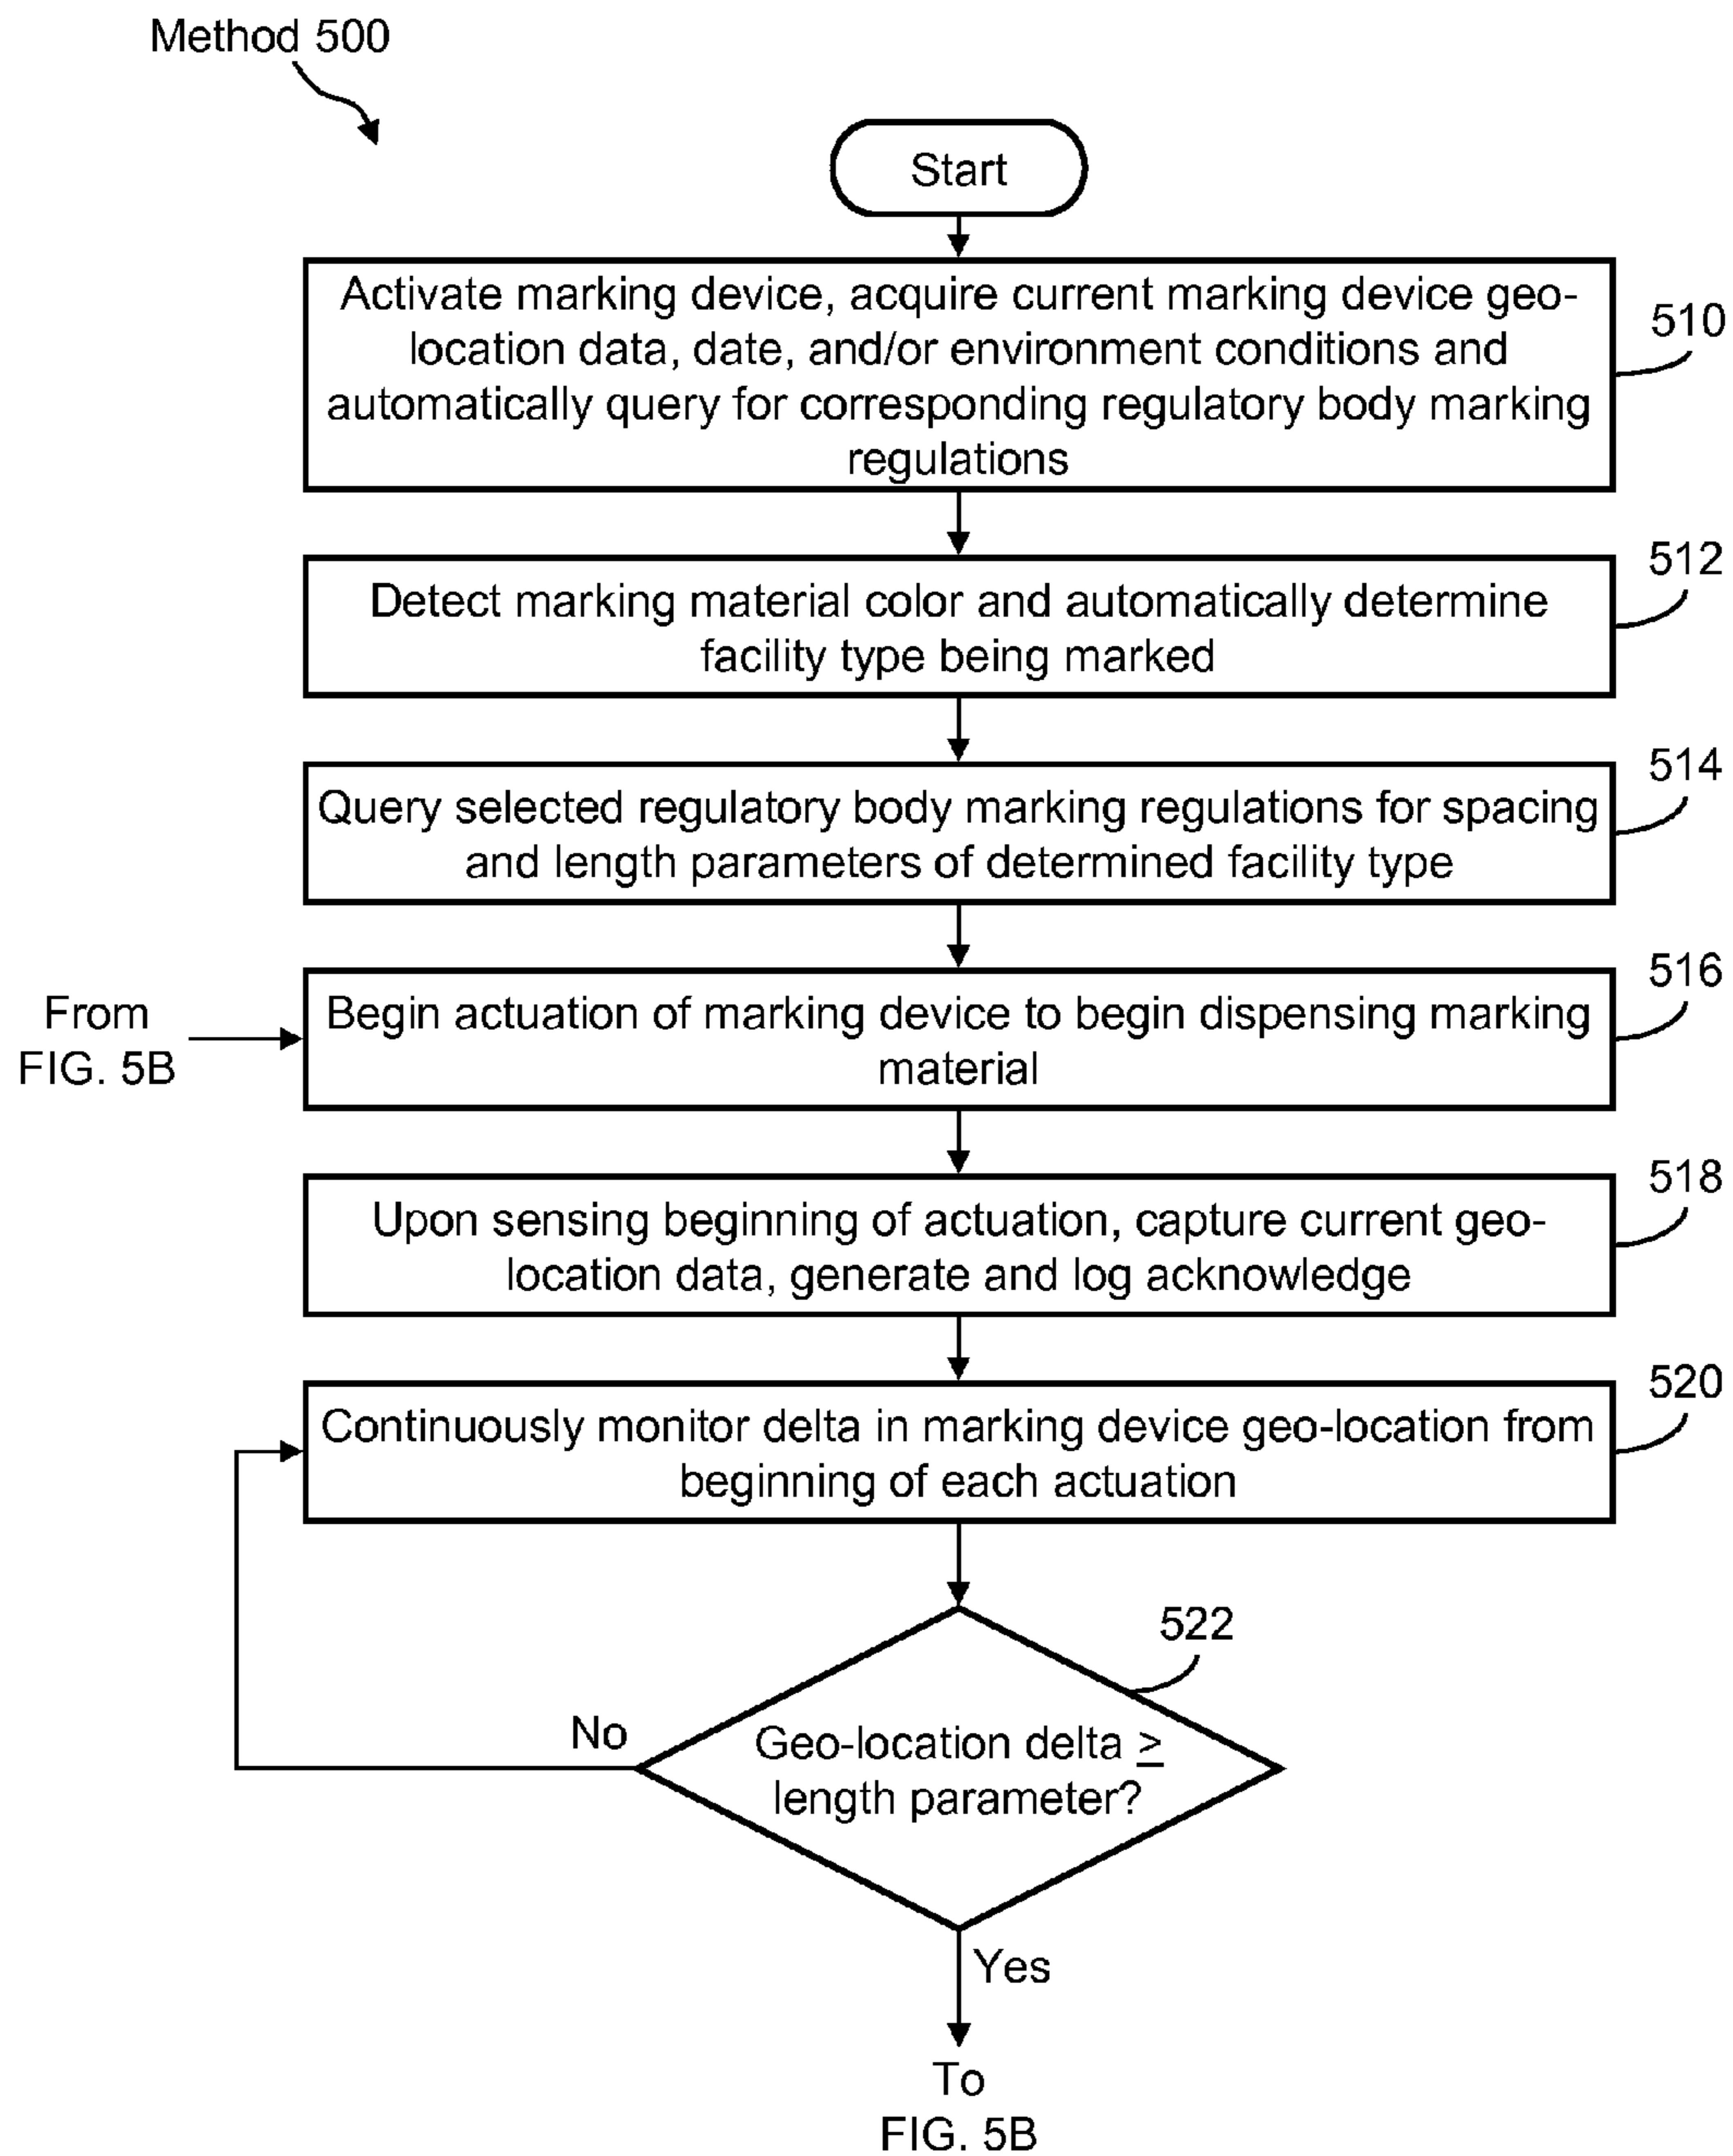 Method 500
Start
Activate marking device, acquire current marking device geo-
location data, date, and/or environment conditions and
automatically query for corresponding regulatory body marking
regulations
510
Detect marking material color and automatically determine
facility type being marked
512
Query selected regulatory body marking regulations for spacing
and length parameters of determined facility type
514
From
FIG. 5B
Begin actuation of marking device to begin dispensing marking
material
516
Upon sensing beginning of actuation, capture current geo-
location data, generate and log acknowledge
518
Continuously monitor delta in marking device geo-location from
beginning of each actuation
520
522
Geo-location delta ≥
length parameter?
No
Yes
To
FIG. 5B